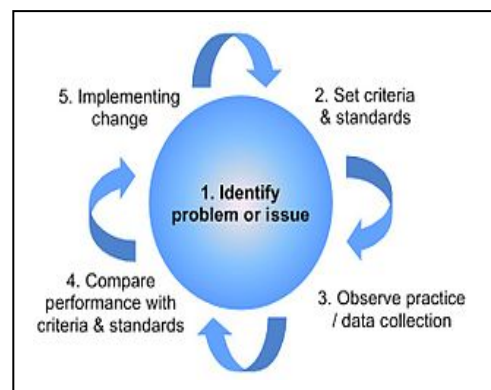 1. Identify
problem or issue
2. Set criteria
& standards
3. Observe practice
/ data collection
4. Compare
performance with
criteria & standards
5. Implementing
change